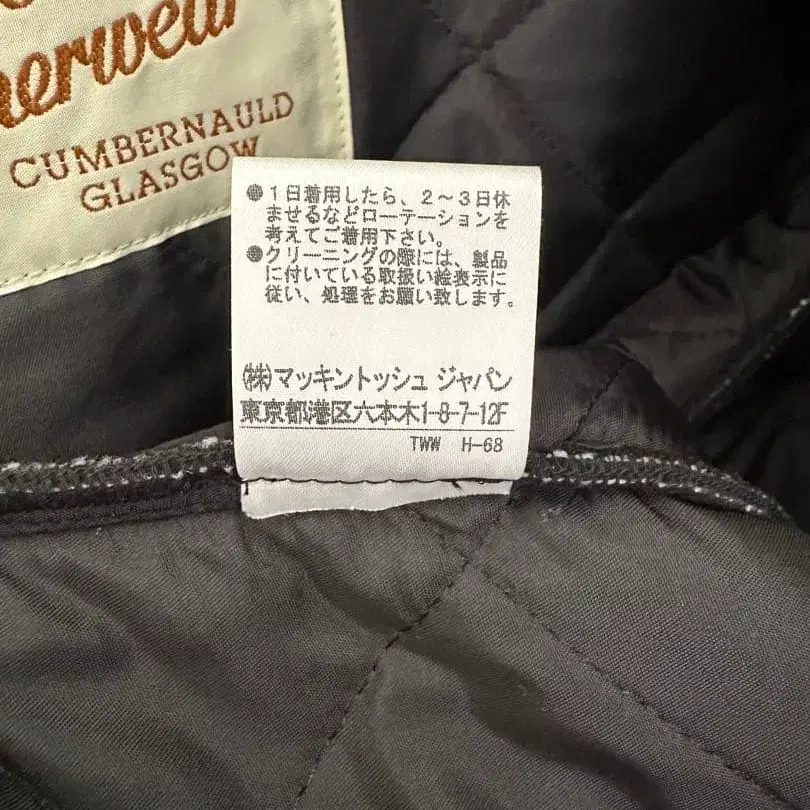 CUMBERNAULD
GLASGOW
●1日着用したら、2〜3日休
ませるなどローテーションを
考えてご着用下さい。
●クリーニングの際には、製品
に付いている取扱い絵表示に
従い、処理をお願い致します。
㈱マッキントッシュ ジャパン
東京都港区六本木1-8-7-12F
TWW H-68